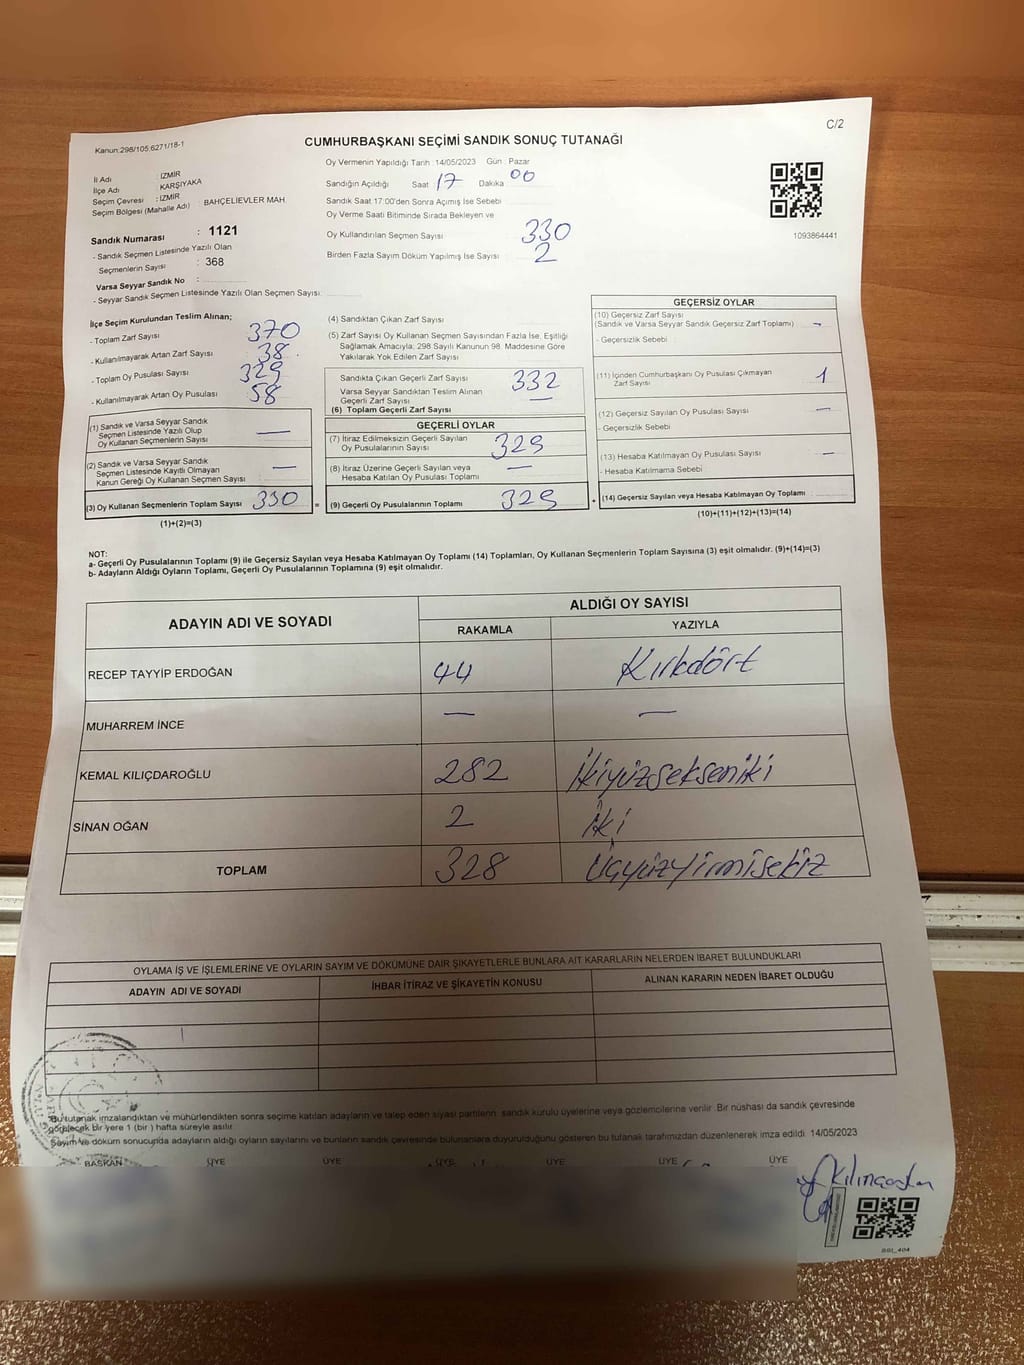 C/2
Kanun:298/105;6271/18-1
CUMHURBAŞKANI SEÇİMİ SANDIK SONUÇ TUTANAĞI
Oy Vermenin Yapıldığı Tarih : 14/05/2023 Gün : Pazar
İl Adı : İZMİR
İlçe Adı : KARŞIYAKA
Seçim Çevresi : İZMİR
Seçim Bölgesi (Mahalle Adı) : BAHÇELİEVLER MAH.
Sandığın Açıldığı Saat 17 Dakika 00
Sandık Saat 17:00'den Sonra Açımış İse Sebebi
Oy Verme Saati Bitiminde Sırada Bekleyen ve
Oy Kullandırılan Seçmen Sayısı 330
Birden Fazla Sayım Döküm Yapılmış İse Sayısı 2
1093864441
Sandık Numarası : 1121
- Sandık Seçmen Listesinde Yazılı Olan
Seçmenlerin Sayısı : 368
Varsa Seyyar Sandık No :
- Seyyar Sandık Seçmen Listesinde Yazılı Olan Seçmen Sayısı:
İlçe Seçim Kurulundan Teslim Alınan;
- Toplam Zarf Sayısı 370
- Kullanılmayarak Artan Zarf Sayısı 38
- Toplam Oy Pusulası Sayısı
- Kullanılmayarak Artan Oy Pusulası 58
(1) Sandık ve Varsa Seyyar Sandık
Seçmen Listesinde Yazılı Olup
Oy Kullanan Seçmenlerin Sayısı —
(2) Sandık ve Varsa Seyyar Sandık
Seçmen Listesinde Kayıtlı Olmayan
Kanun Gereği Oy Kullanan Seçmen Sayısı —
(3) Oy Kullanan Seçmenlerin Toplam Sayısı 330 =
(1)+(2)=(3)
(4) Sandıktan Çıkan Zarf Sayısı
(5) Zarf Sayısı Oy Kullanan Seçmen Sayısından Fazla İse, Eşitliği
Sağlamak Amacıyla; 298 Sayılı Kanunun 98. Maddesine Göre
Yakılarak Yok Edilen Zarf Sayısı
Sandıkta Çıkan Geçerli Zarf Sayısı 332
Varsa Seyyar Sandıktan Teslim Alınan
Geçerli Zarf Sayısı —
(6) Toplam Geçerli Zarf Sayısı
GEÇERLİ OYLAR
(7) İtiraz Edilmeksizin Geçerli Sayılan
Oy Pusulalarının Sayısı 329
(8) İtiraz Üzerine Geçerli Sayılan veya
Hesaba Katılan Oy Pusulası Toplamı —
(9) Geçerli Oy Pusulalarının Toplamı 329 +
GEÇERSİZ OYLAR
(10) Geçersiz Zarf Sayısı
(Sandık ve Varsa Seyyar Sandık Geçersiz Zarf Toplamı) —
- Geçersizlik Sebebi
(11) İçinden Cumhurbaşkanı Oy Pusulası Çıkmayan
Zarf Sayısı 1
(12) Geçersiz Sayılan Oy Pusulası Sayısı —
- Geçersizlik Sebebi
(13) Hesaba Katılmayan Oy Pusulası Sayısı —
- Hesaba Katılmama Sebebi
(14) Geçersiz Sayılan veya Hesaba Katılmayan Oy Toplamı
(10)+(11)+(12)+(13)=(14)
NOT:
a- Geçerli Oy Pusulalarının Toplamı (9) ile Geçersiz Sayılan veya Hesaba Katılmayan Oy Toplamı (14) Toplamları, Oy Kullanan Seçmenlerin Toplam Sayısına (3) eşit olmalıdır. (9)+(14)=(3)
b- Adayların Aldığı Oyların Toplamı, Geçerli Oy Pusulalarının Toplamına (9) eşit olmalıdır.
ADAYIN ADI VE SOYADI
ALDIĞI OY SAYISI
RAKAMLA YAZIYLA
RECEP TAYYİP ERDOĞAN 44 Kırkdört
MUHARREM İNCE — —
KEMAL KILIÇDAROĞLU 282 İkiyüzsekseniki
SİNAN OĞAN 2 İki
TOPLAM 328 Üçyüzyirmisekiz
OYLAMA İŞ VE İŞLEMLERİNE VE OYLARIN SAYIM VE DÖKÜMÜNE DAİR ŞİKAYETLERLE BUNLARA AİT KARARLARIN NELERDEN İBARET BULUNDUKLARI
ADAYIN ADI VE SOYADI İHBAR İTİRAZ VE ŞİKAYETİN KONUSU ALINAN KARARIN NEDEN İBARET OLDUĞU
Bu tutanak imzalandıktan ve mühürlendikten sonra seçime katılan adayların ve talep eden siyasi partilerin sandık kurulu üyelerine veya gözlemcilerine verilir. Bir nüshası da sandık çevresinde
görülecek bir yere 1 (bir) hafta süreyle asılır.
Sayım ve döküm sonucunda adayların aldığı oyların sayılarını ve bunların sandık çevresinde bulunanlara duyurulduğunu gösteren bu tutanak tarafımızdan düzenlenerek imza edildi. 14/05/2023
BAŞKAN ÜYE ÜYE ÜYE ÜYE ÜYE ÜYE